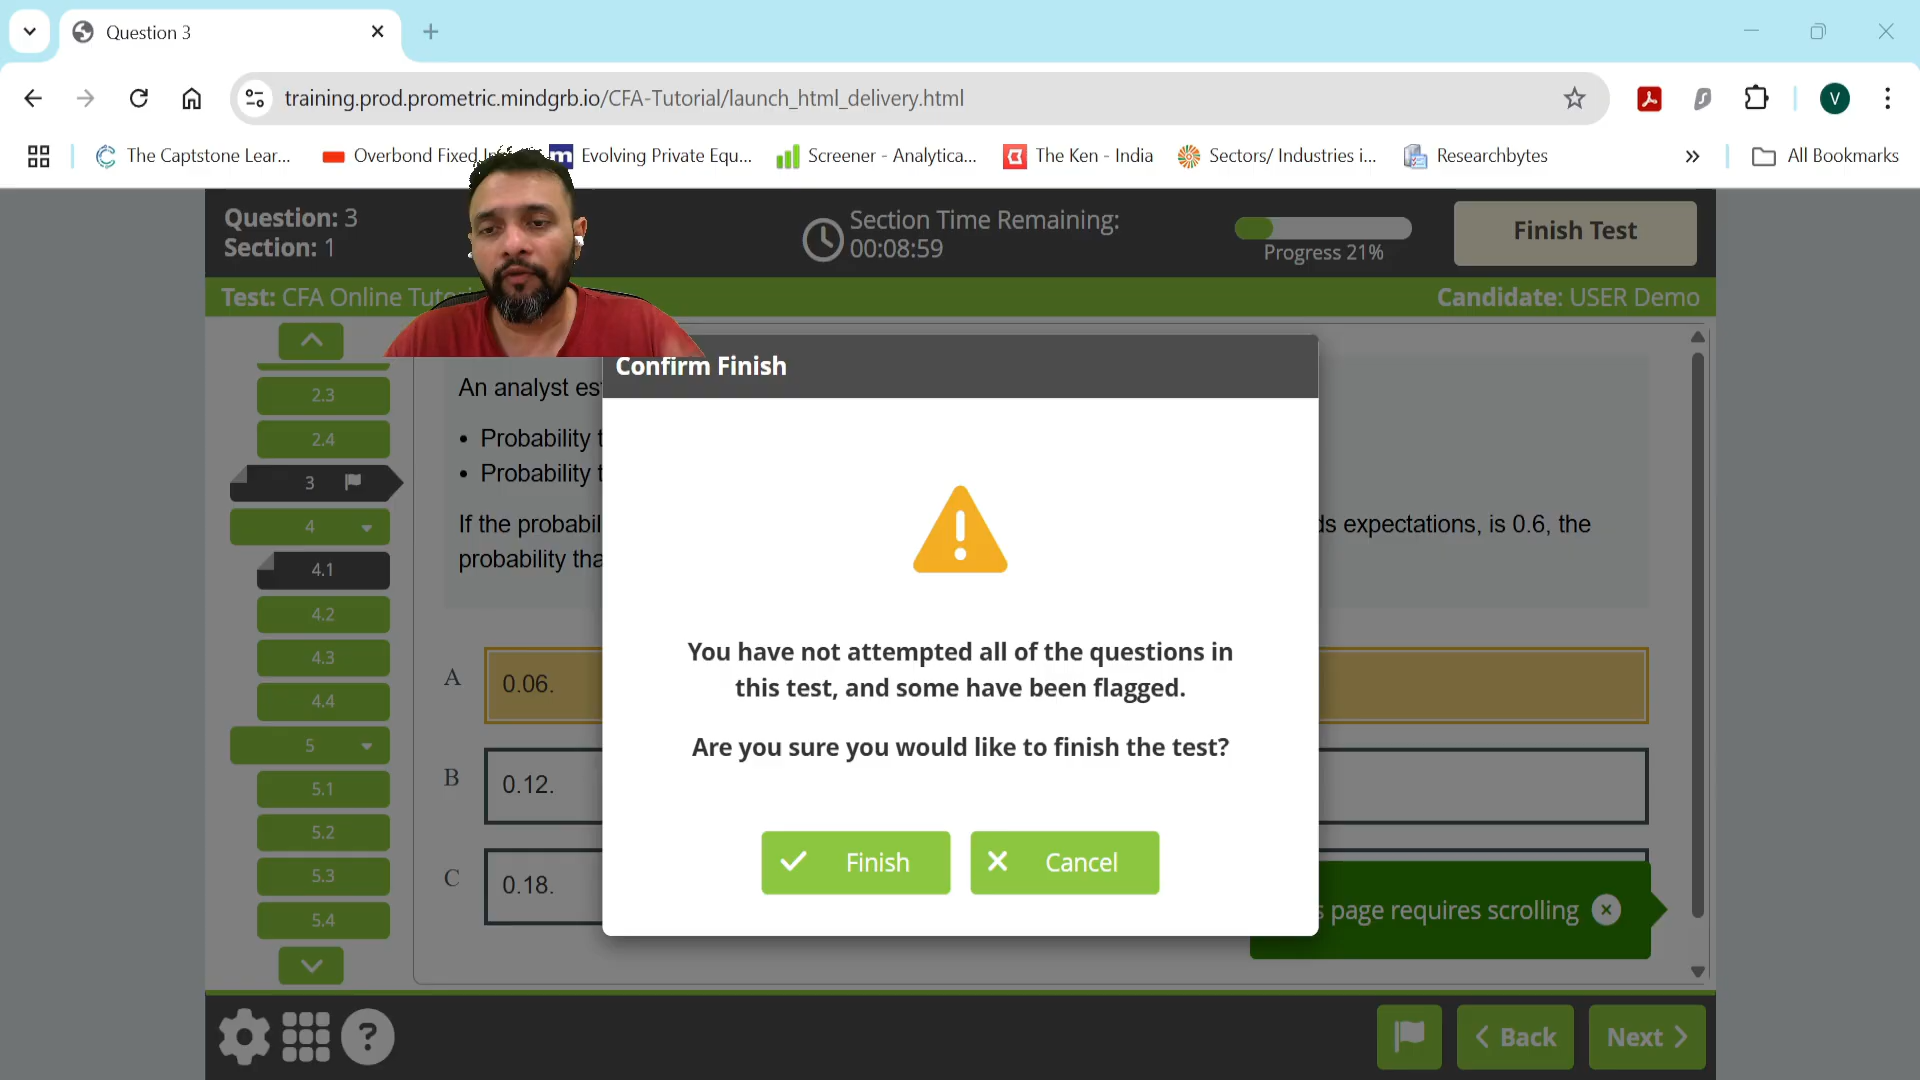 Question 3
training.prod.prometric.mindgrb.io/CFA-Tutorial/launch_html_delivery.html
V
The Captstone Lear...
Overbond Fixed
m
Evolving Private Equ...
Screener - Analytica...
The Ken - India
Sectors/ Industries i...
Researchbytes
All Bookmarks
Question: 3
Section: 1
Section Time Remaining:
00:08:59
Progress 21%
Finish Test
Test: CFA Online
Candidate: USER Demo
2.3
2.4
3
4
4.1
4.2
4.3
4.4
5
5.1
5.2
5.3
5.4
An analyst
Probability
Probability
If the
expectations, is 0.6, the
probability
A
0.06.
B
0.12.
C
0.18.
Confirm Finish
You have not attempted all of the questions in
this test, and some have been flagged.
Are you sure you would like to finish the test?
Finish
Cancel
page requires scrolling
Back
Next